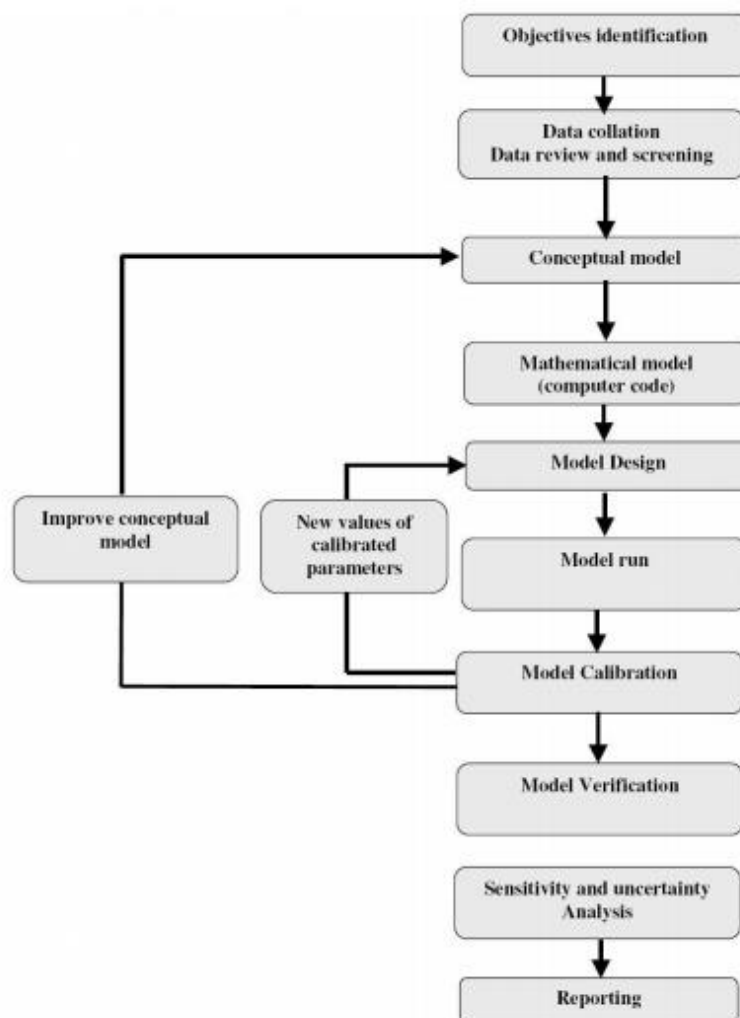 Objectives identification
Data collation
Data review and screening
Conceptual model
Mathematical model
(computer code)
Model Design
Improve conceptual
model
New values of
calibrated
parameters
Model run
Model Calibration
Model Verification
Sensitivity and uncertainty
Analysis
Reporting